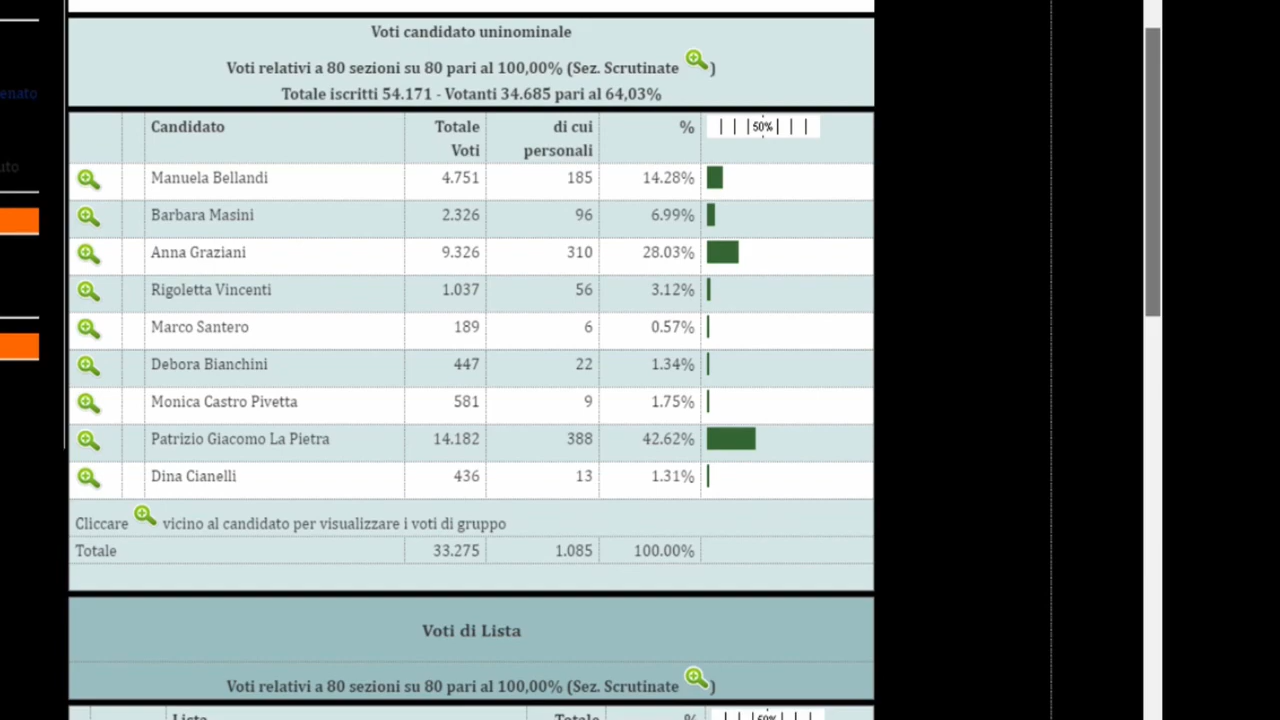 Voti candidato uninominale
Voti relativi a 80 sezioni su 80 pari al 100,00% (Sez. Scrutinate )
Totale iscritti 54.171 - Votanti 34.685 pari al 64,03%
enato
uto
Candidato Totale Voti di cui personali % 50%
Manuela Bellandi 4.751 185 14.28%
Barbara Masini 2.326 96 6.99%
Anna Graziani 9.326 310 28.03%
Rigoletta Vincenti 1.037 56 3.12%
Marco Santero 189 6 0.57%
Debora Bianchini 447 22 1.34%
Monica Castro Pivetta 581 9 1.75%
Patrizio Giacomo La Pietra 14.182 388 42.62%
Dina Cianelli 436 13 1.31%
Cliccare vicino al candidato per visualizzare i voti di gruppo
Totale 33.275 1.085 100.00%
Voti di Lista
Voti relativi a 80 sezioni su 80 pari al 100,00% (Sez. Scrutinate )
Lista Totale % 50%